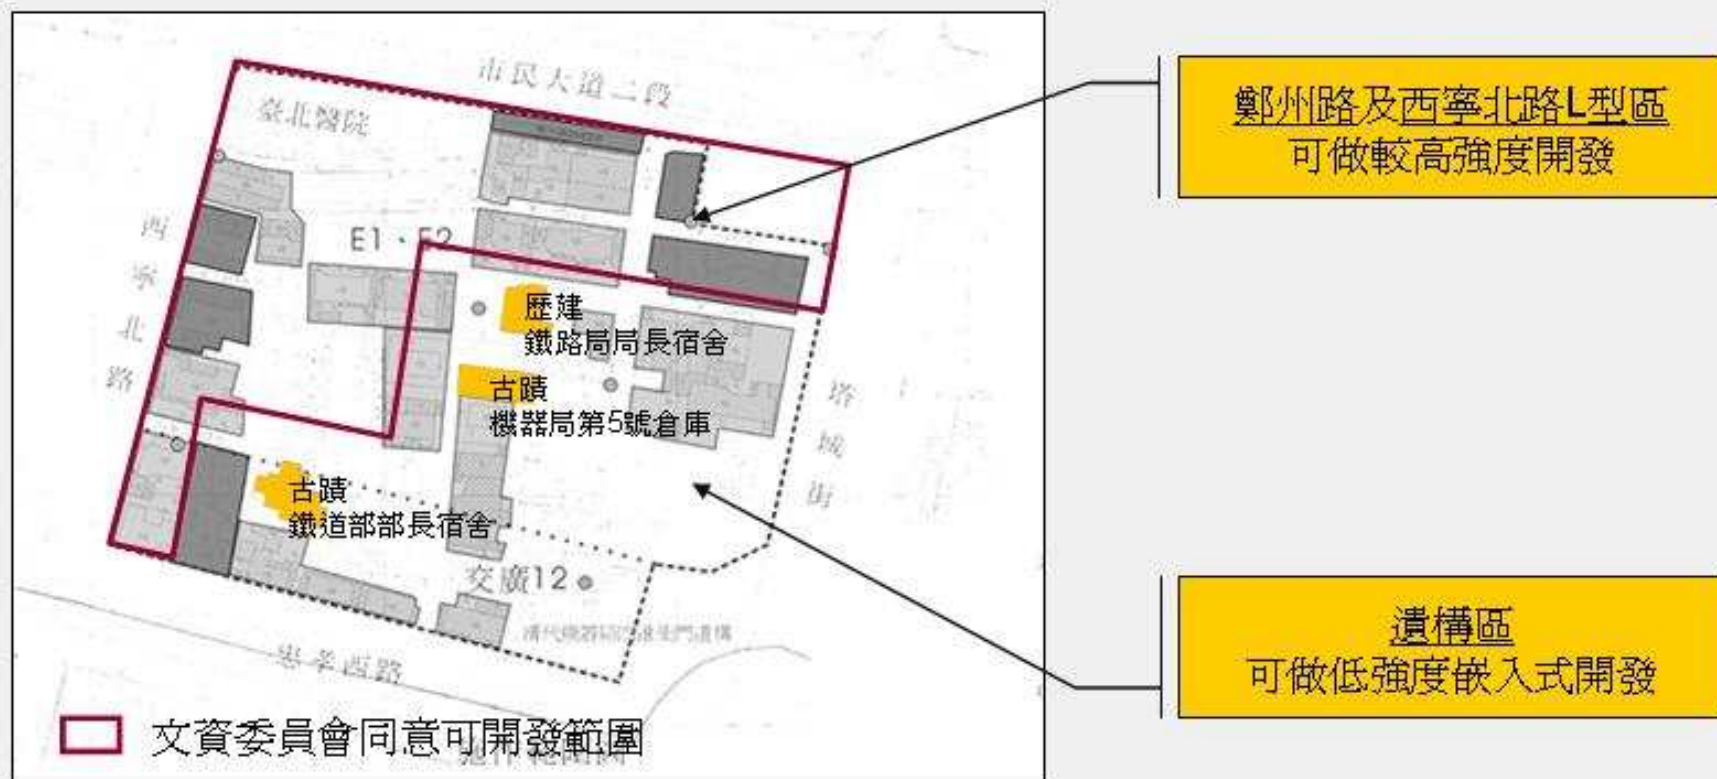 市民大道二段
臺北醫院
鄭州路及西寧北路L型區
可做較高強度開發
西寧北路
E1、E2
歷建
鐵路局局長宿舍
古蹟
機器局第5號倉庫
塔城街
古蹟
鐵道部部長宿舍
交廣12
忠孝西路
遺構區
可做低強度嵌入式開發
文資委員會同意可開發範圍